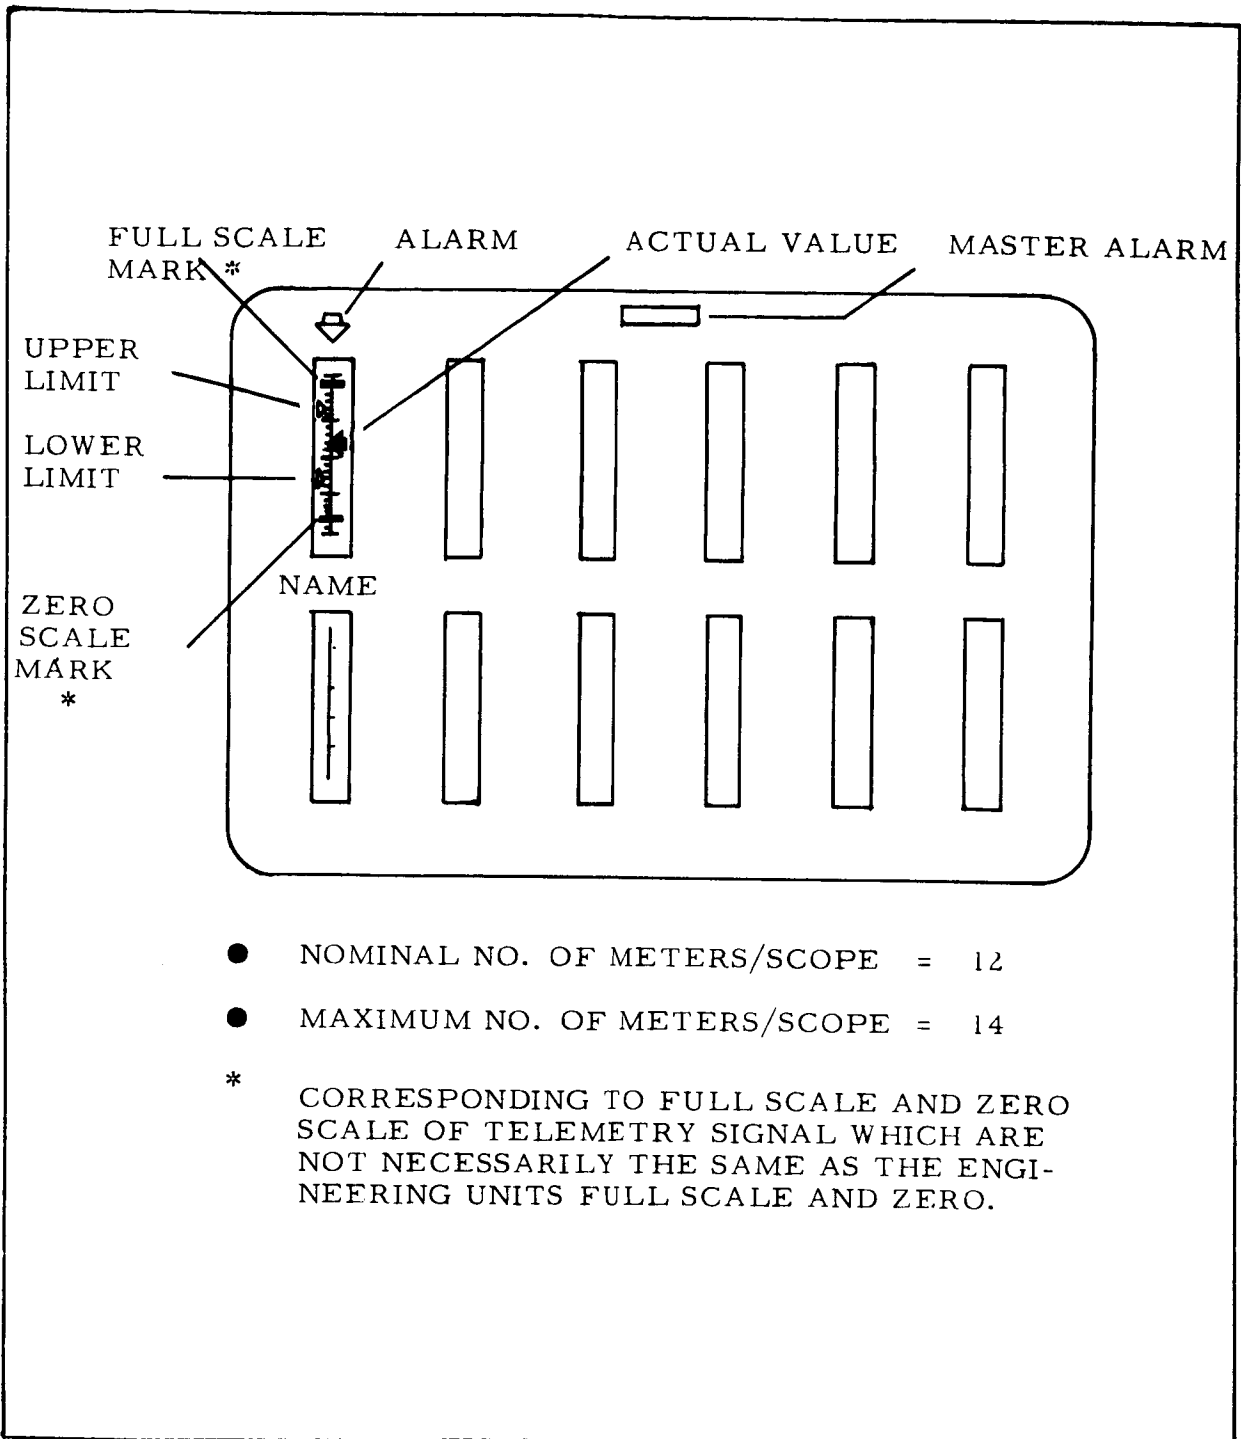 FULL SCALE
MARK *
ALARM
ACTUAL VALUE
MASTER ALARM
UPPER
LIMIT
LOWER
LIMIT
NAME
ZERO
SCALE
MARK
*
● NOMINAL NO. OF METERS/SCOPE = 12
● MAXIMUM NO. OF METERS/SCOPE = 14
* CORRESPONDING TO FULL SCALE AND ZERO
SCALE OF TELEMETRY SIGNAL WHICH ARE
NOT NECESSARILY THE SAME AS THE ENGI-
NEERING UNITS FULL SCALE AND ZERO.